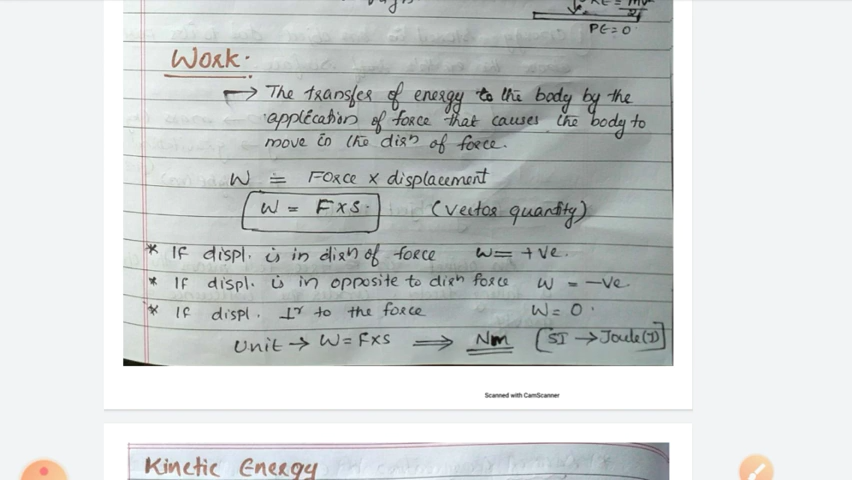 PE=0
Work.
→ The transfer of energy to the body by the
application of force that causes the body to
move in the dirⁿ of force.
W = Force x displacement
W = F x S. (Vector quantity)
* If displ. is in dirⁿ of force W= +ve.
* If displ. is in opposite to dirⁿ force W = -ve.
* If displ. ⊥r to the force W= 0.
Unit → W= F x S ⟹ Nm [SI → Joule(J)]
Scanned with CamScanner
Kinetic Energy